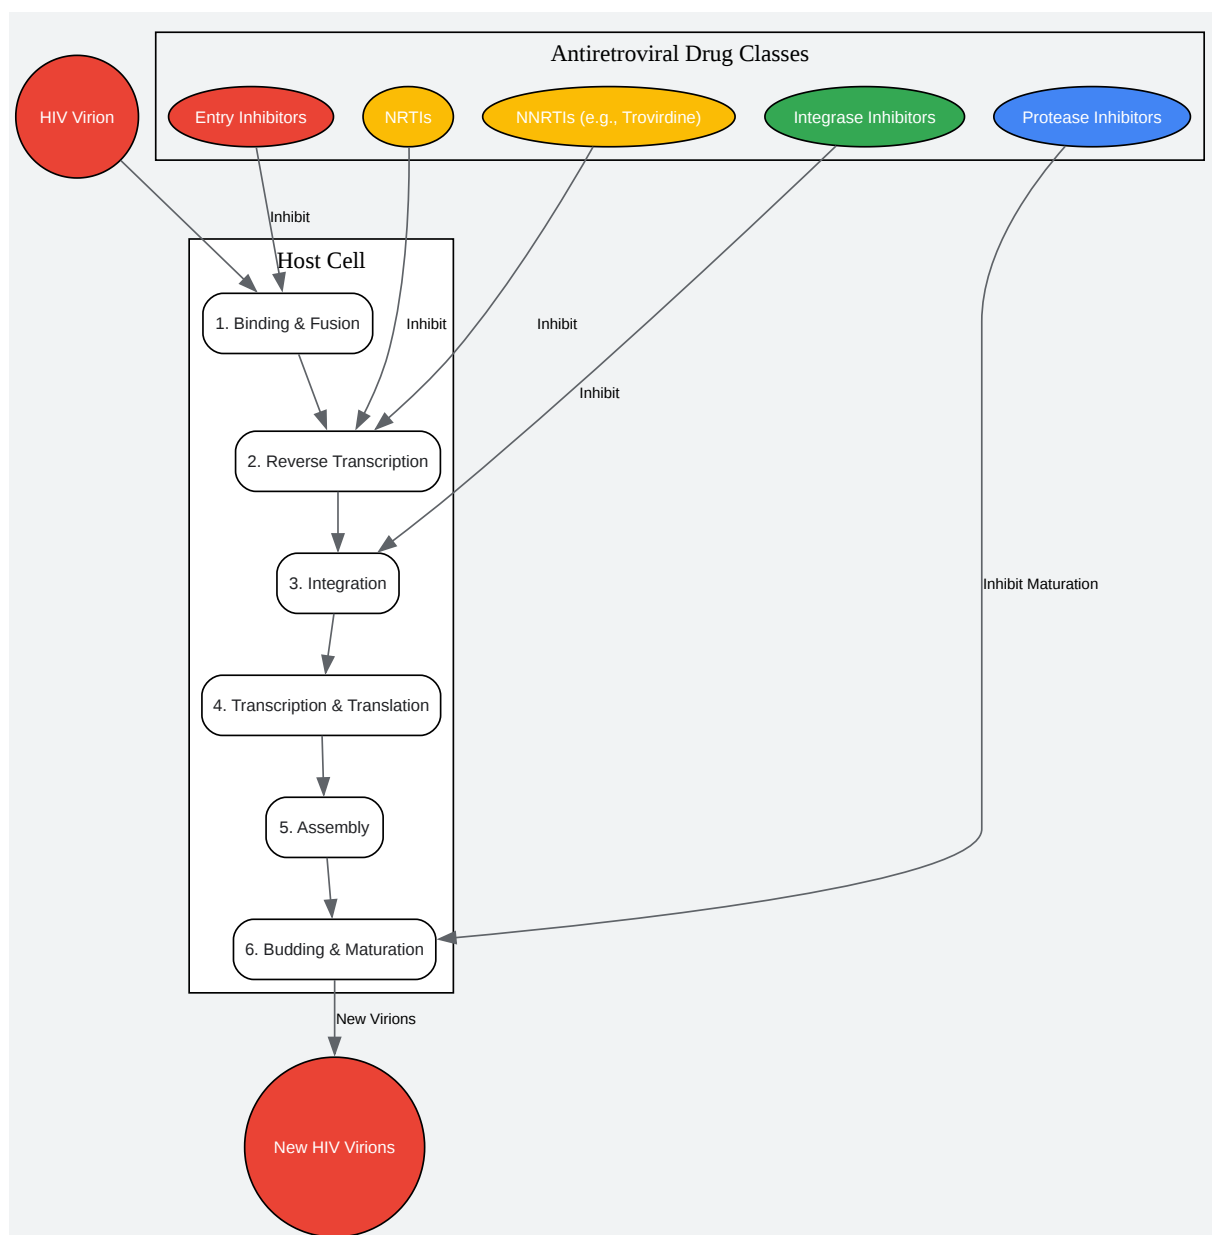 Antiretroviral Drug Classes
HIV Virion
Entry Inhibitors
NRTIs
NNRTIs (e.g., Trovirdine)
Integrase Inhibitors
Protease Inhibitors
Inhibit
Host Cell
1. Binding & Fusion
Inhibit
Inhibit
Inhibit
2. Reverse Transcription
3. Integration
Inhibit Maturation
4. Transcription & Translation
5. Assembly
6. Budding & Maturation
New Virions
New HIV Virions